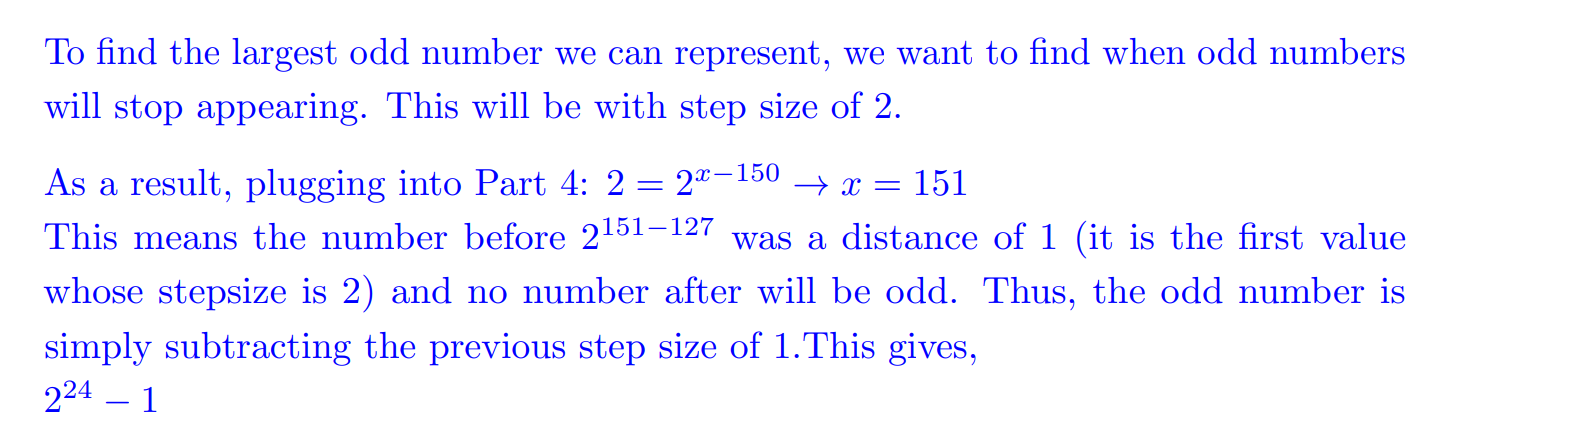 To find the largest odd number we can represent, we want to find when odd numbers
will stop appearing. This will be with step size of 2.
As a result, plugging into Part 4: 2 = 2^{x−150} → x = 151
This means the number before 2^{151−127} was a distance of 1 (it is the first value
whose stepsize is 2) and no number after will be odd. Thus, the odd number is
simply subtracting the previous step size of 1.This gives,
2^{24} − 1